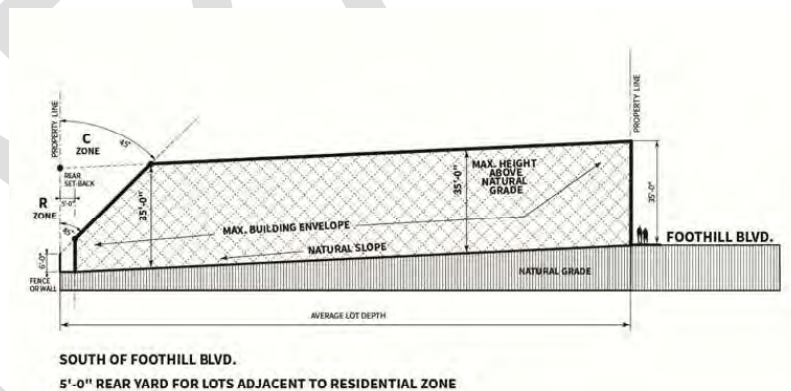 PROPERTY LINE
PROPERTY LINE
C
ZONE
45°
REAR
SET-BACK
5'-0"
R
ZONE
45°
6'-0"
FENCE
OR WALL
35'-0"
35'-0"
MAX. HEIGHT
ABOVE
NATURAL
GRADE
35'-0"
MAX. BUILDING ENVELOPE
NATURAL SLOPE
FOOTHILL BLVD.
NATURAL GRADE
AVERAGE LOT DEPTH
SOUTH OF FOOTHILL BLVD.
5'-0" REAR YARD FOR LOTS ADJACENT TO RESIDENTIAL ZONE